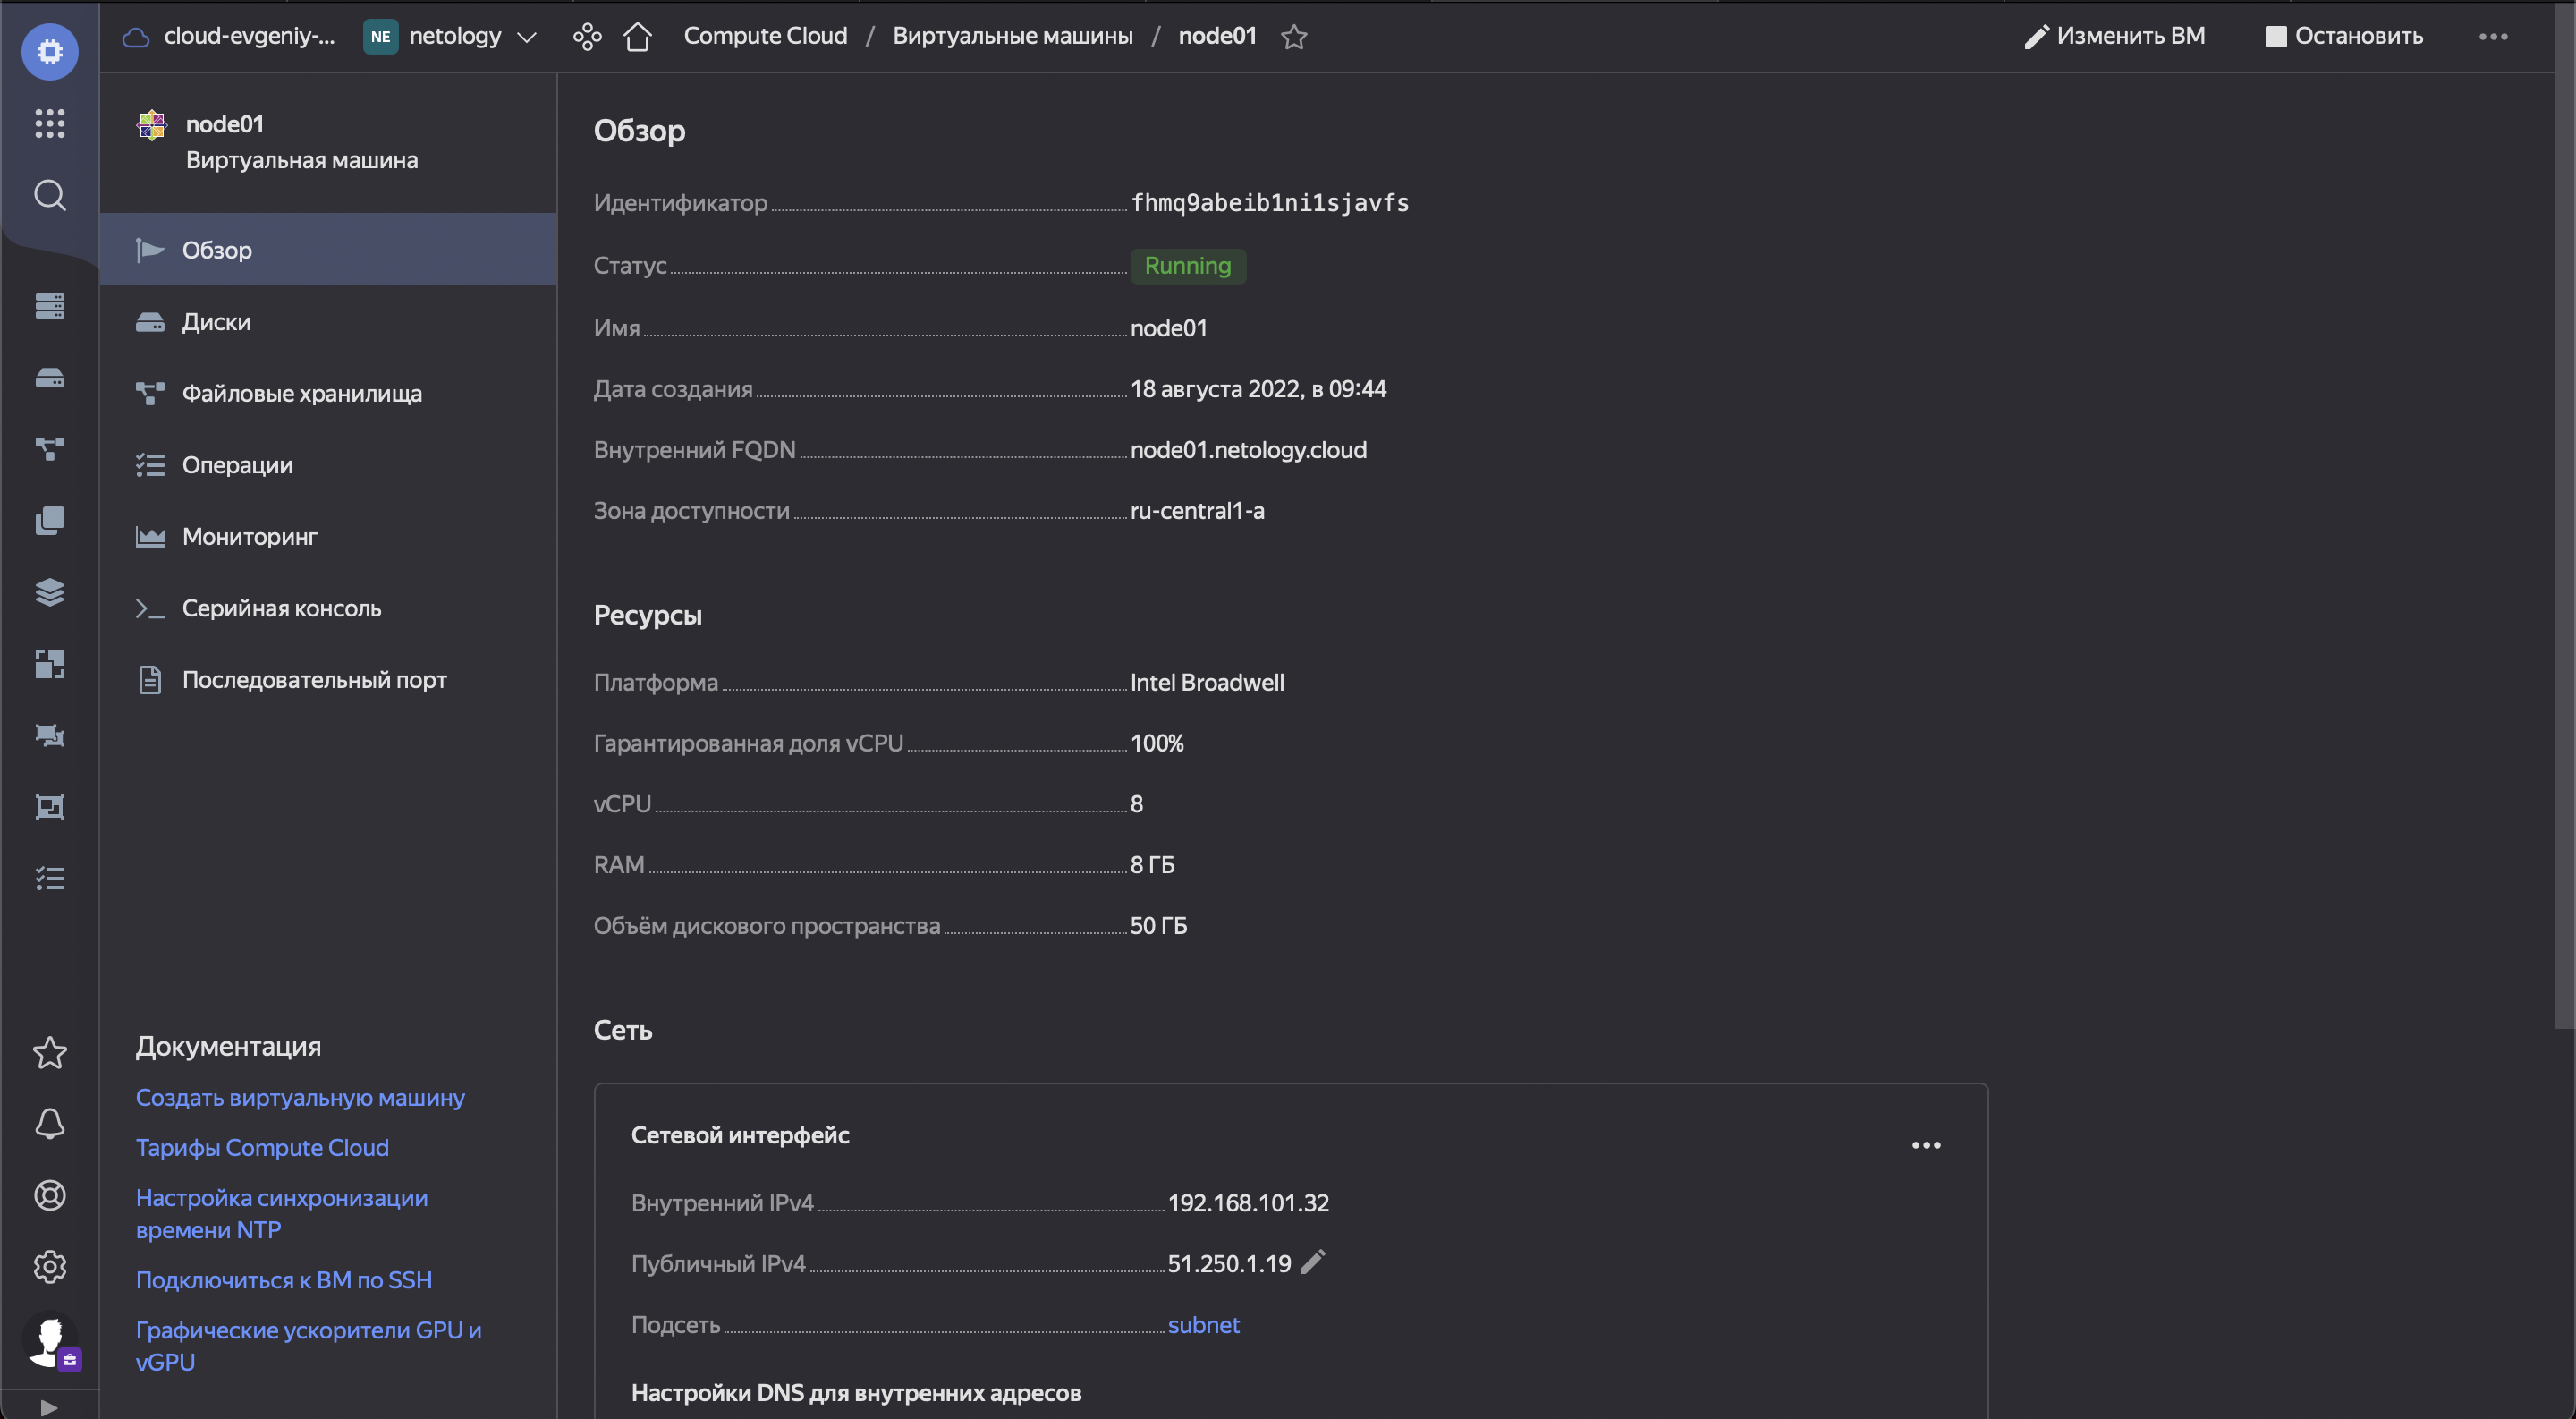 cloud-evgeniy-...
NE
netology
Compute Cloud / Виртуальные машины / node01
Изменить ВМ
Остановить
node01
Виртуальная машина
Обзор
Диски
Файловые хранилища
Операции
Мониторинг
Серийная консоль
Последовательный порт
Документация
Создать виртуальную машину
Тарифы Compute Cloud
Настройка синхронизации
времени NTP
Подключиться к ВМ по SSH
Графические ускорители GPU и
vGPU
Обзор
Идентификатор fhmq9abeib1ni1sjavfs
Статус Running
Имя node01
Дата создания 18 августа 2022, в 09:44
Внутренний FQDN node01.netology.cloud
Зона доступности ru-central1-a
Ресурсы
Платформа Intel Broadwell
Гарантированная доля vCPU 100%
vCPU 8
RAM 8 ГБ
Объём дискового пространства 50 ГБ
Сеть
Сетевой интерфейс
Внутренний IPv4 192.168.101.32
Публичный IPv4 51.250.1.19
Подсеть subnet
Настройки DNS для внутренних адресов